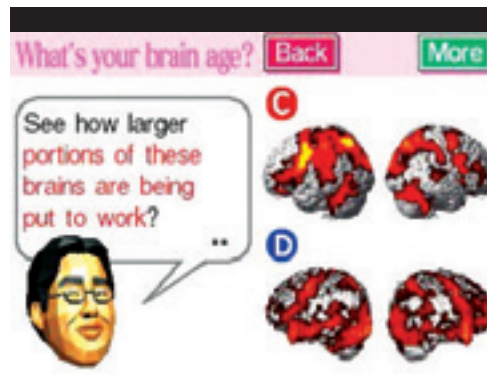 What's your brain age? Back More
See how larger
portions of these
brains are being
put to work?
C
D